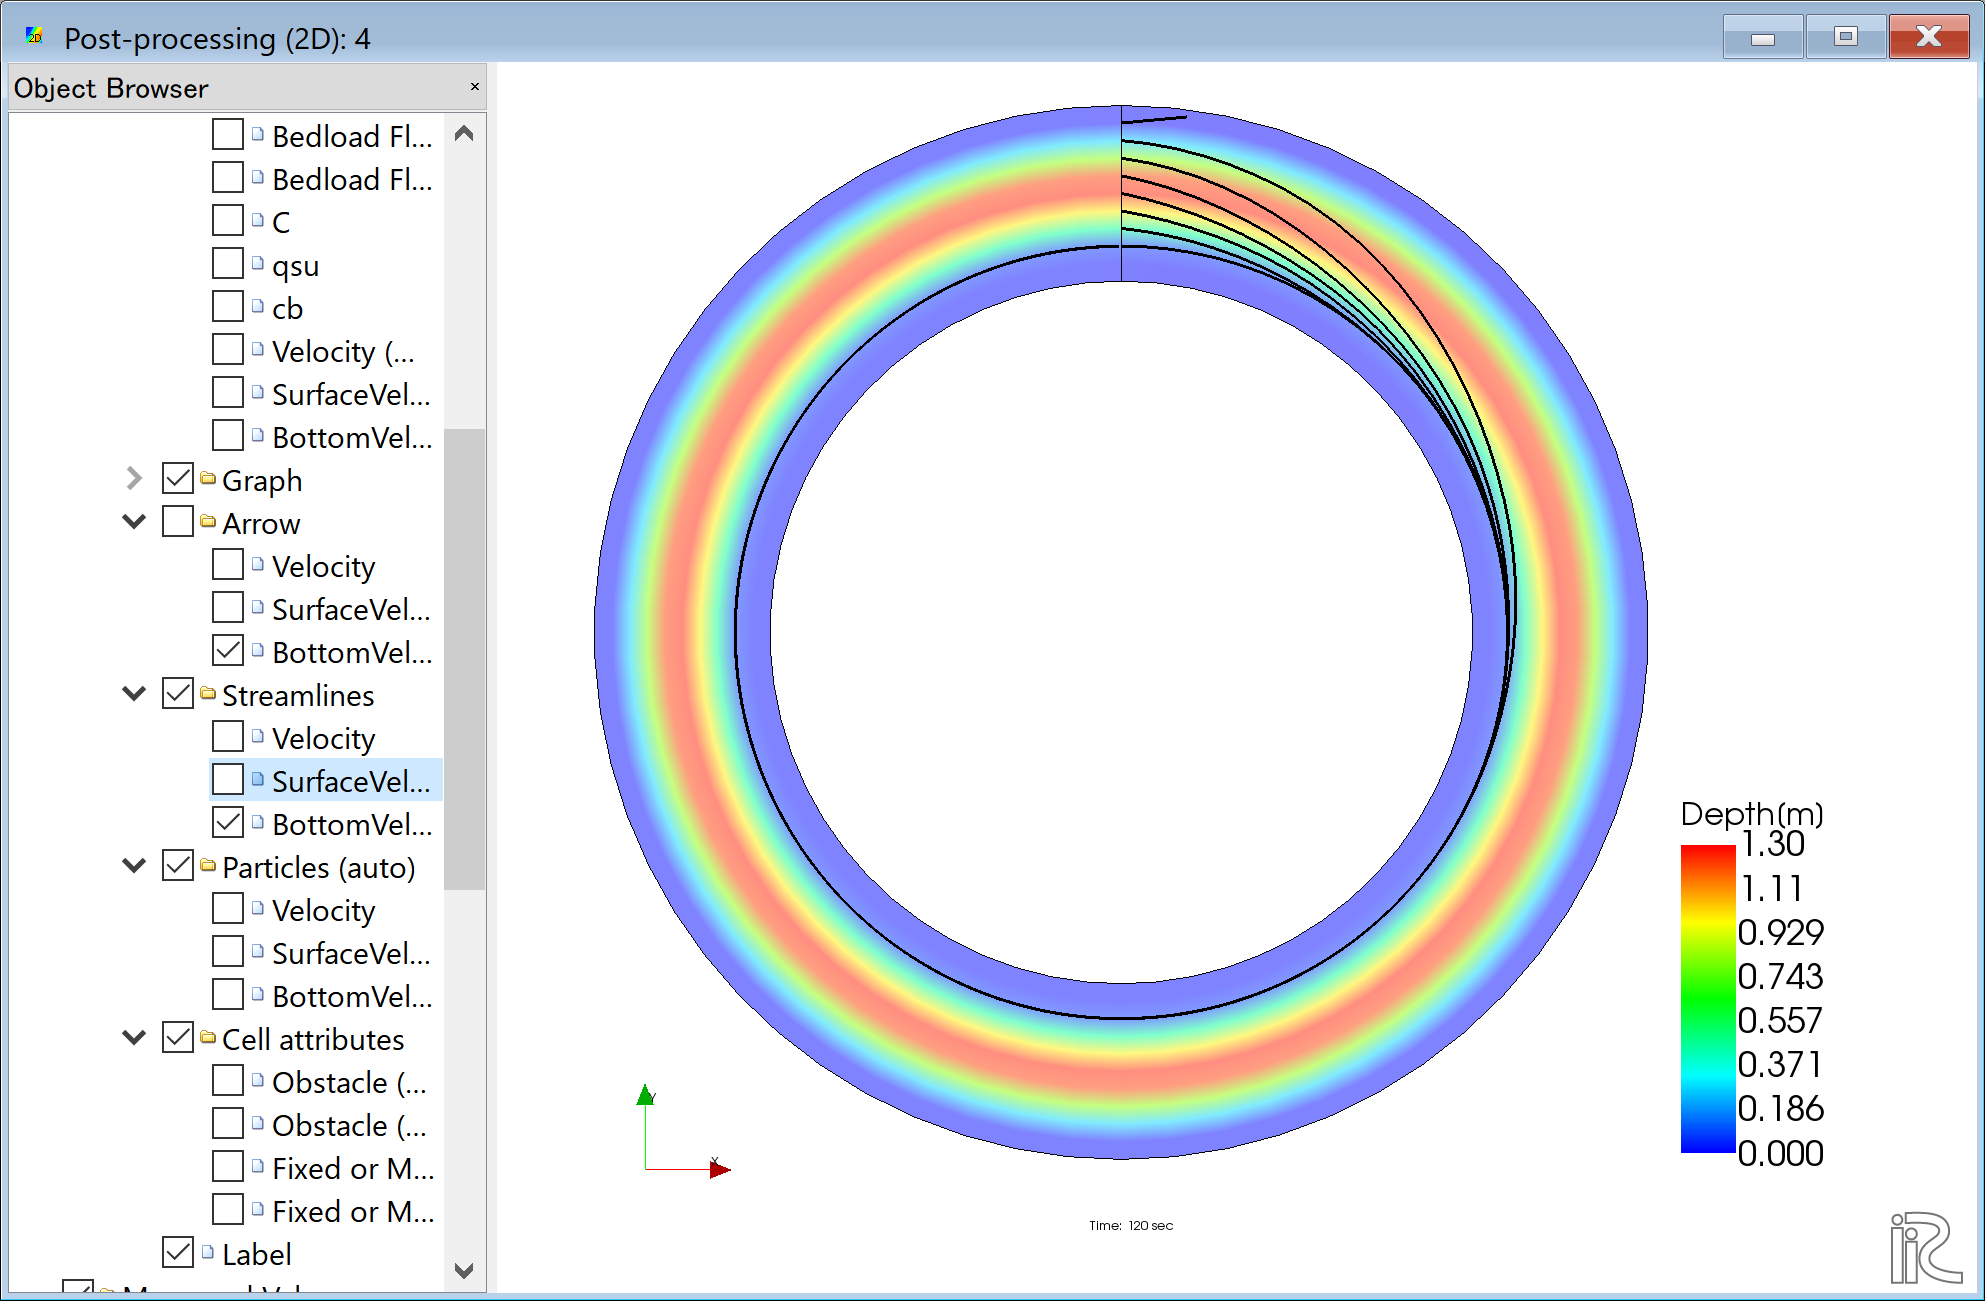 2D
Post-processing (2D): 4
Object Browser
Bedload Fl...
Bedload Fl...
C
qsu
cb
Velocity (...
SurfaceVel...
BottomVel...
Graph
Arrow
Velocity
SurfaceVel...
BottomVel...
Streamlines
Velocity
SurfaceVel...
BottomVel...
Particles (auto)
Velocity
SurfaceVel...
BottomVel...
Cell attributes
Obstacle (...
Obstacle (...
Fixed or M...
Fixed or M...
Label
Y
X
Depth(m)
1.30
1.11
0.929
0.743
0.557
0.371
0.186
0.000
Time: 120 sec
iRiC